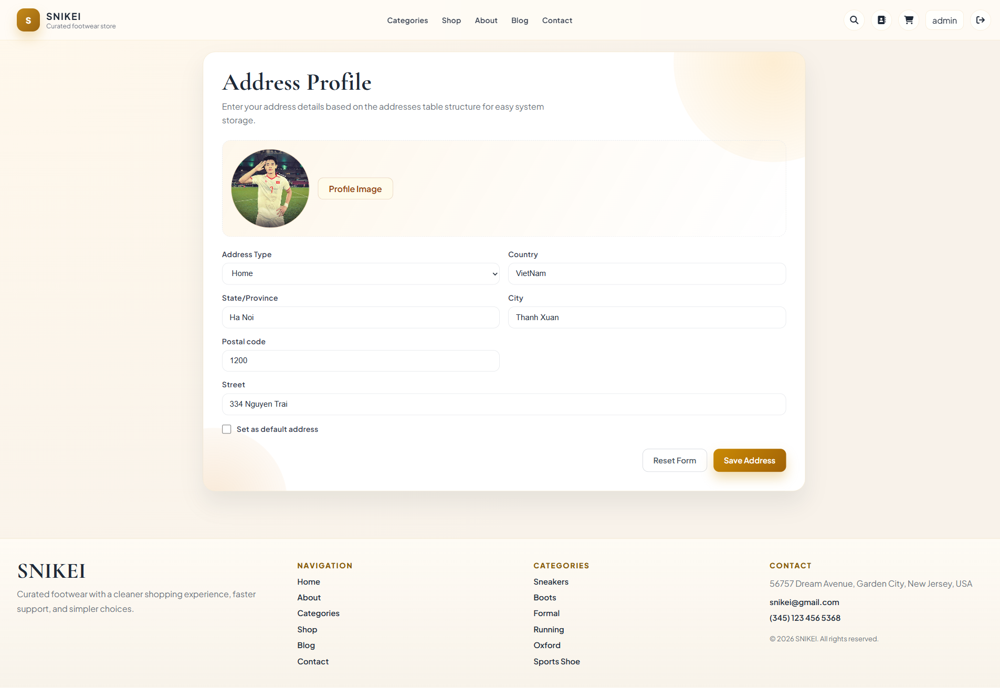 S
SNIKEI
Curated footwear store
Categories
Shop
About
Blog
Contact
admin
Address Profile
Enter your address details based on the addresses table structure for easy system
storage.
7
Profile Image
Address Type
Country
Home
VietNam
State/Province
City
Ha Noi
Thanh Xuan
Postal code
1200
Street
334 Nguyen Trai
Set as default address
Reset Form
Save Address
SNIKEI
Curated footwear with a cleaner shopping experience, faster
support, and simpler choices.
NAVIGATION
Home
About
Categories
Shop
Blog
Contact
CATEGORIES
Sneakers
Boots
Formal
Running
Oxford
Sports Shoe
CONTACT
56757 Dream Avenue, Garden City, New Jersey, USA
snikei@gmail.com
(345) 123 456 5368
© 2026 SNIKEI. All rights reserved.